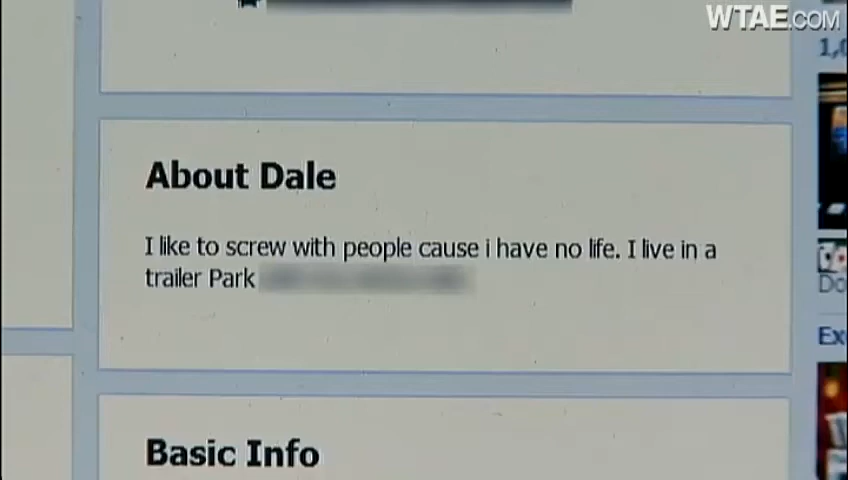 WTAE.COM
About Dale
I like to screw with people cause i have no life. I live in a
trailer Park
Basic Info
Ex